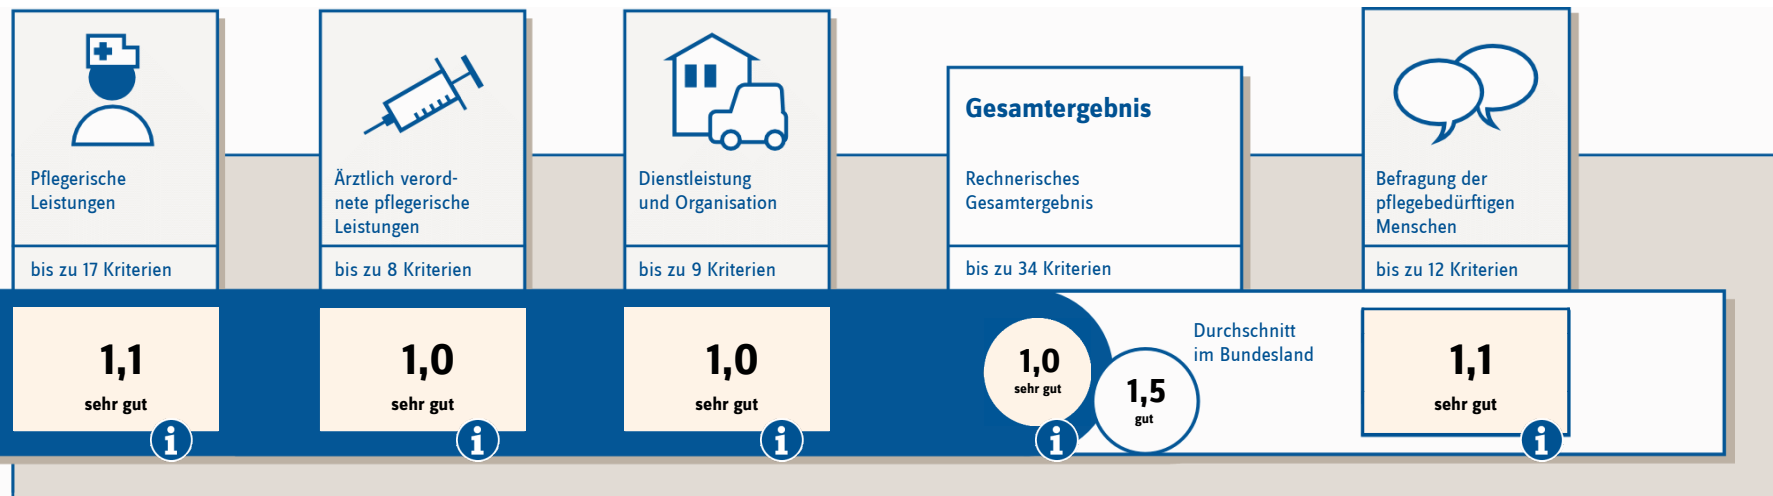 Pflegerische
Leistungen
bis zu 17 Kriterien
1,1
sehr gut
i
Ärztlich verord-
nete pflegerische
Leistungen
bis zu 8 Kriterien
1,0
sehr gut
i
Dienstleistung
und Organisation
bis zu 9 Kriterien
1,0
sehr gut
i
Gesamtergebnis
Rechnerisches
Gesamtergebnis
bis zu 34 Kriterien
1,0
sehr gut
i
1,5
gut
Durchschnitt
im Bundesland
Befragung der
pflegebedürftigen
Menschen
bis zu 12 Kriterien
1,1
sehr gut
i